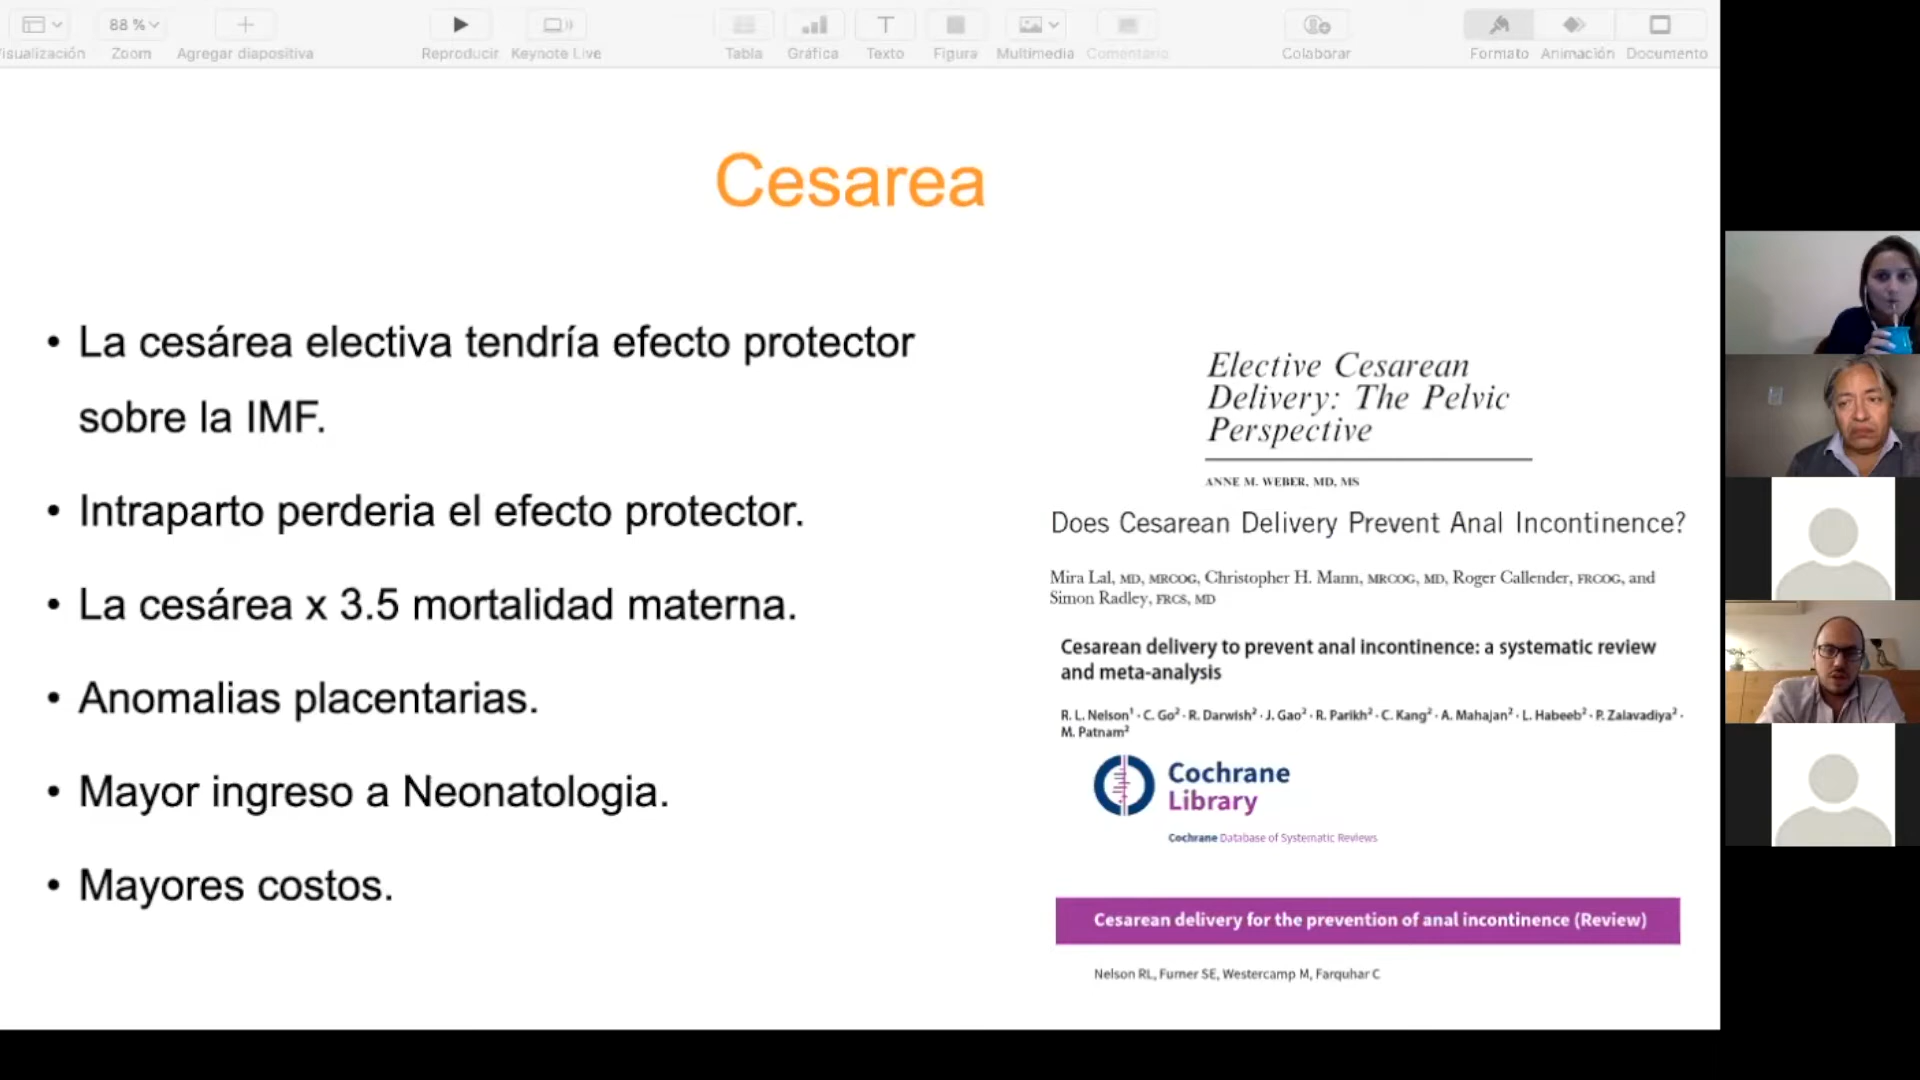 isualización
88 %
Zoom
Agregar diapositiva
Reproducir
Keynote Live
Tabla
Gráfica
Texto
Figura
Multimedia
Comentario
Colaborar
Formato
Animación
Documento
Cesarea
• La cesárea electiva tendría efecto protector
sobre la IMF.
• Intraparto perderia el efecto protector.
• La cesárea x 3.5 mortalidad materna.
• Anomalias placentarias.
• Mayor ingreso a Neonatologia.
• Mayores costos.
Elective Cesarean
Delivery: The Pelvic
Perspective
ANNE M. WEBER, MD, MS
Does Cesarean Delivery Prevent Anal Incontinence?
Mira Lal, MD, MRCOG, Christopher H. Mann, MRCOG, MD, Roger Callender, FRCOG, and
Simon Radley, FRCS, MD
Cesarean delivery to prevent anal incontinence: a systematic review
and meta-analysis
R. L. Nelson¹ · C. Go² · R. Darwish² · J. Gao² · R. Parikh² · C. Kang² · A. Mahajan² · L. Habeeb² · P. Zalavadiya² ·
M. Patnam²
Cochrane
Library
Cochrane Database of Systematic Reviews
Cesarean delivery for the prevention of anal incontinence (Review)
Nelson RL, Furner SE, Westercamp M, Farquhar C